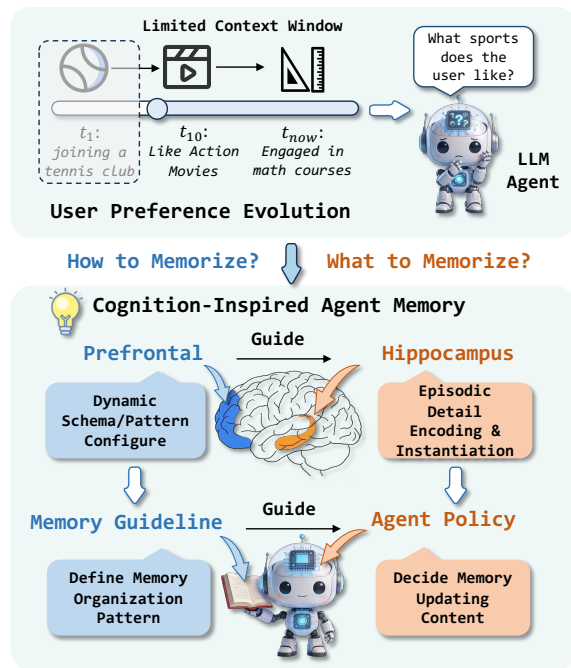 Limited Context Window
What sports
does the
user like?
t1:
joining a
tennis club
t10:
Like Action
Movies
tnow:
Engaged in
math courses
LLM
Agent
User Preference Evolution
How to Memorize?
What to Memorize?
Cognition-Inspired Agent Memory
Prefrontal
Guide
Hippocampus
Dynamic
Schema/Pattern
Configure
Episodic
Detail
Encoding &
Instantiation
Memory Guideline
Guide
Agent Policy
Define Memory
Organization
Pattern
Decide Memory
Updating
Content